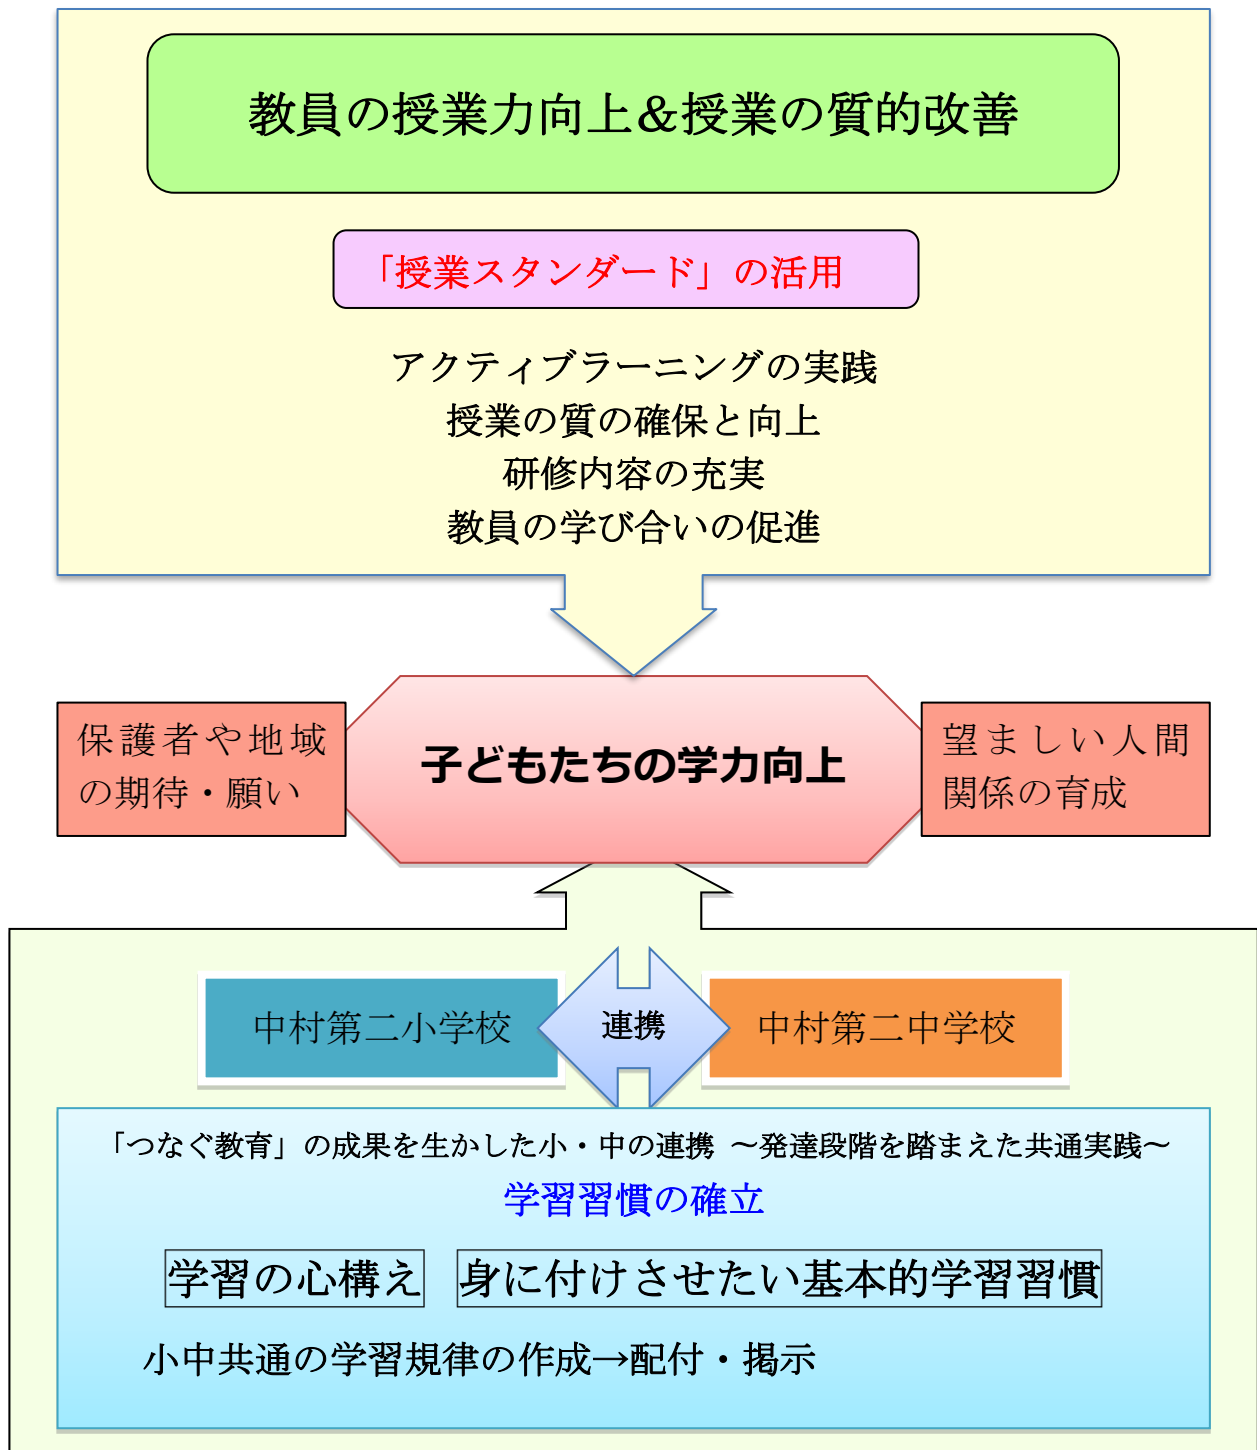 教員の授業力向上＆授業の質的改善
「授業スタンダード」の活用
アクティブラーニングの実践
授業の質の確保と向上
研修内容の充実
教員の学び合いの促進
保護者や地域
の期待・願い
子どもたちの学力向上
望ましい人間
関係の育成
中村第二小学校
連携
中村第二中学校
「つなぐ教育」の成果を生かした小・中の連携 ～発達段階を踏まえた共通実践～
学習習慣の確立
学習の心構え 身に付けさせたい基本的学習習慣
小中共通の学習規律の作成→配付・掲示